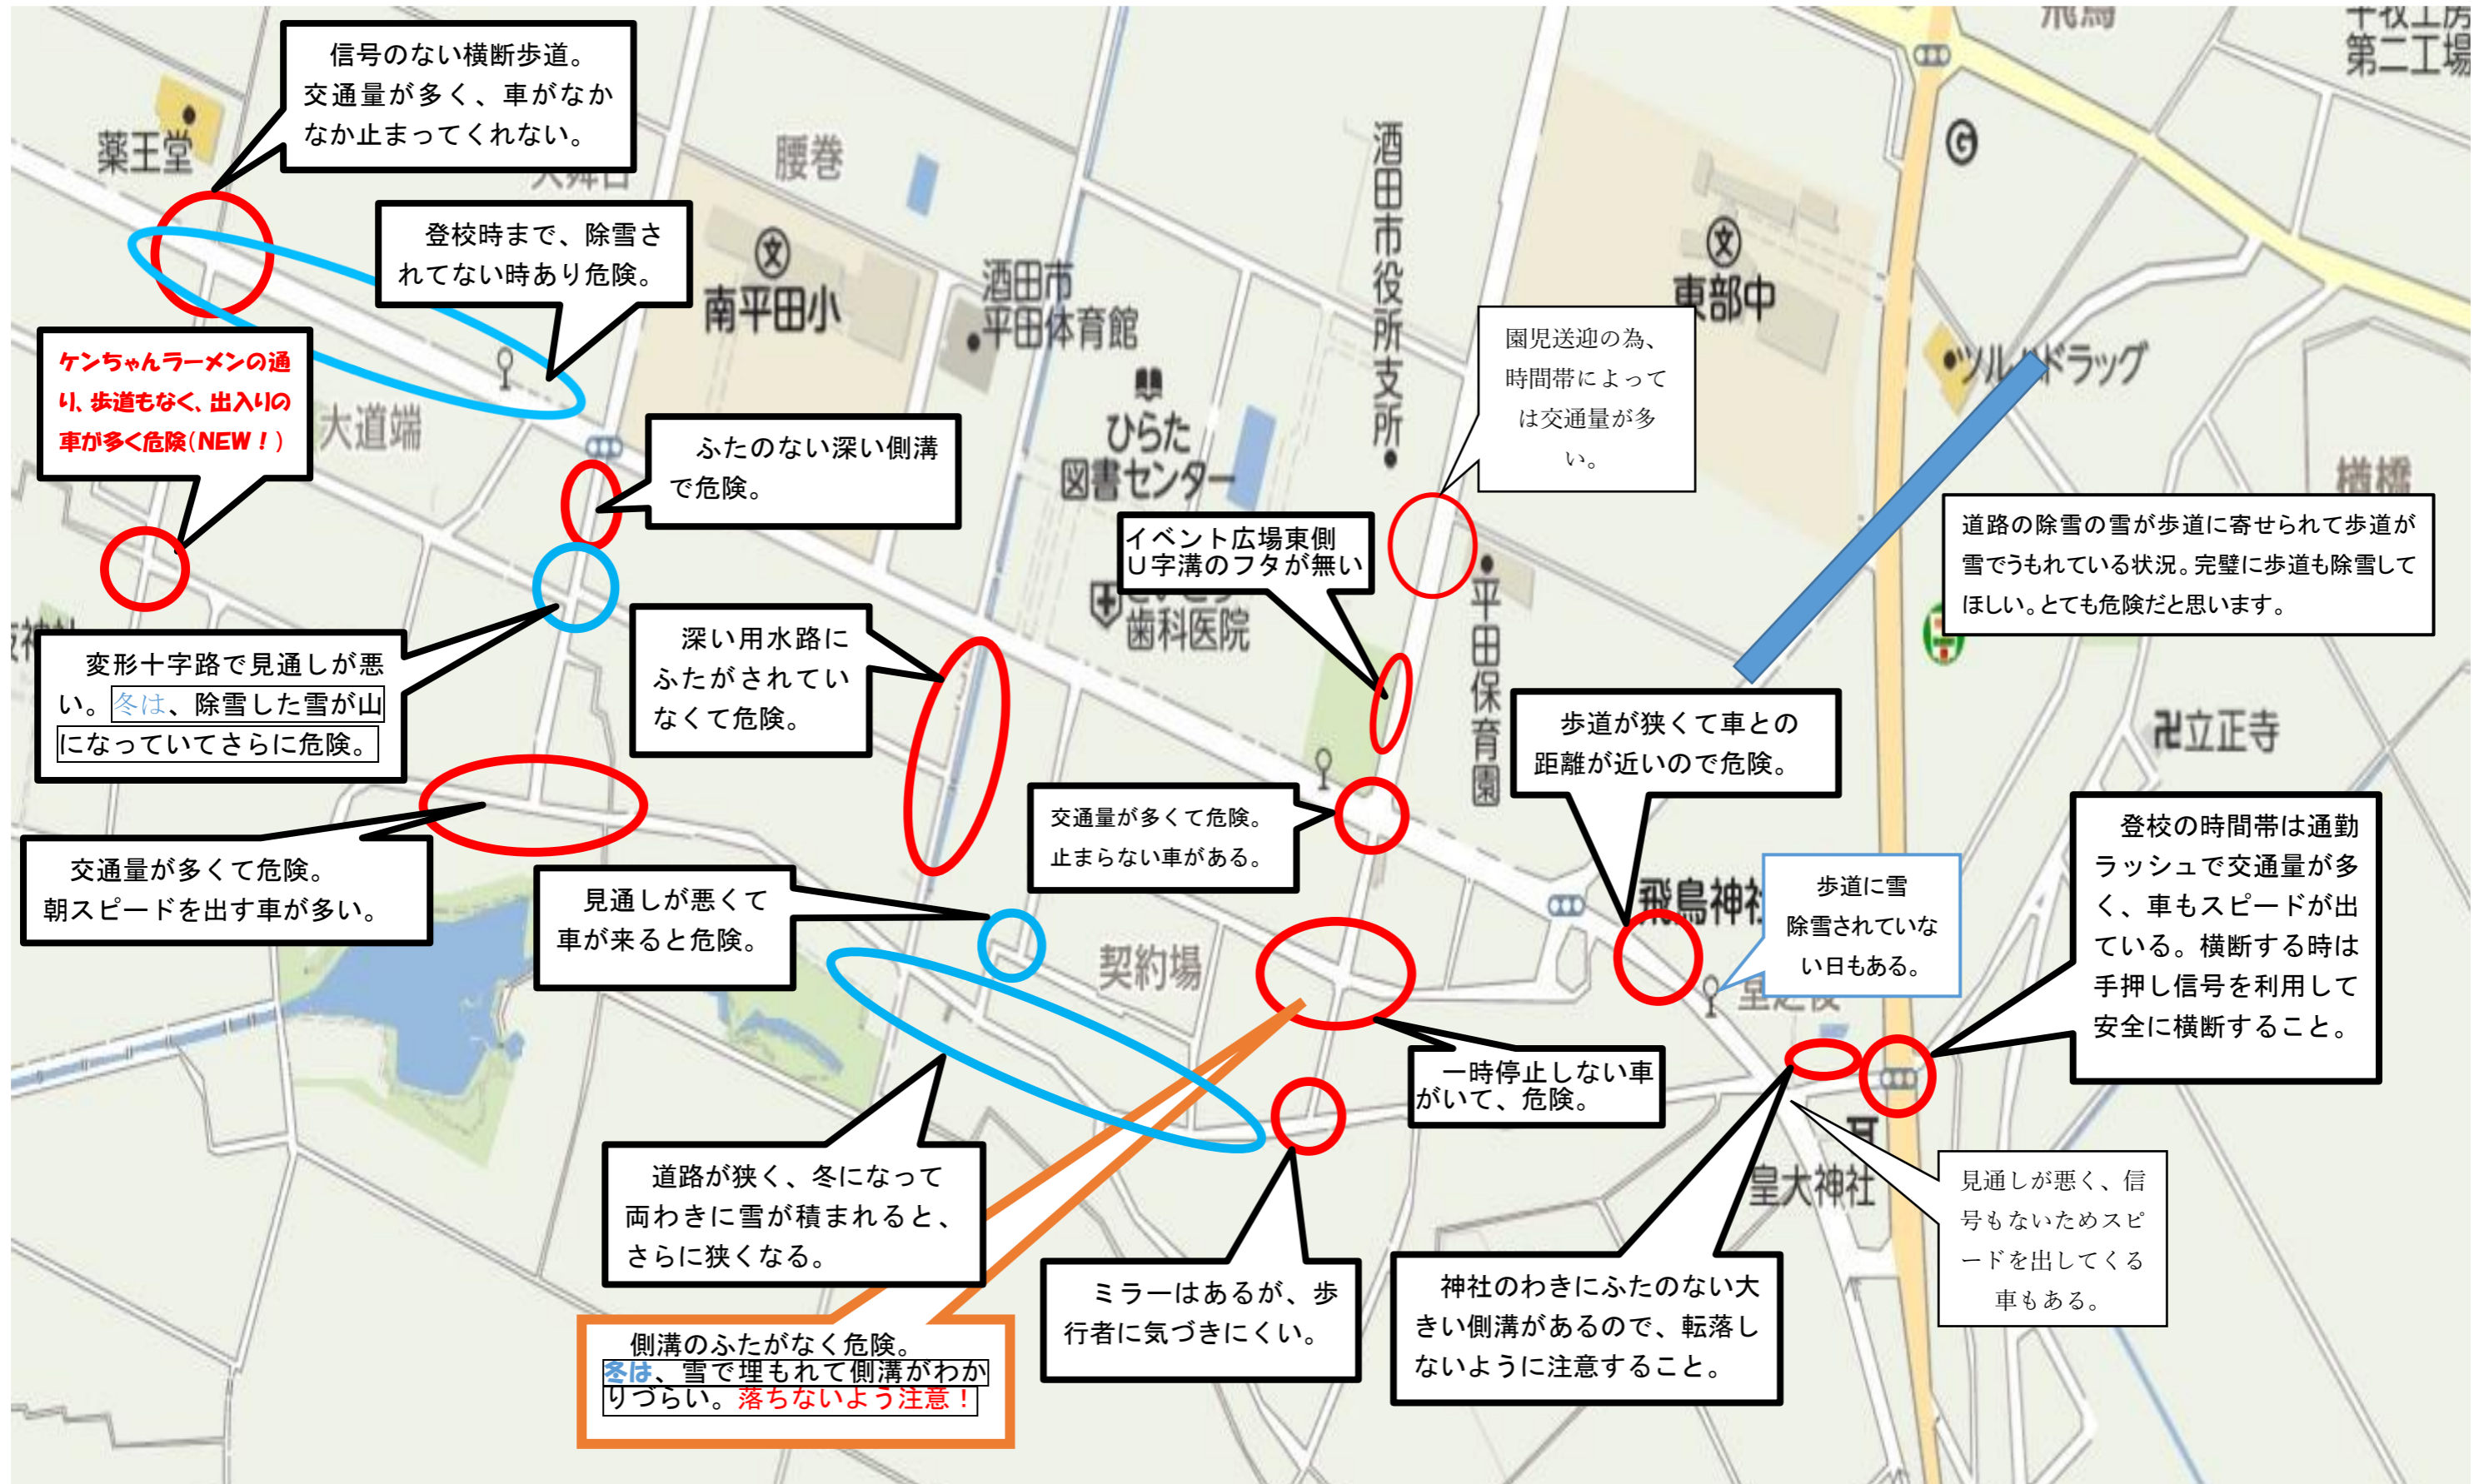 信号のない横断歩道。
交通量が多く、車がなか
なか止まってくれない。
飛鳥
平牧工房
第二工場
薬王堂
腰巻
登校時まで、除雪さ
れてない時あり危険。
南平田小
酒田市
平田体育館
酒田市役所支所
東部中
ツル
ドラッグ
園児送迎の為、
時間帯によって
は交通量が多
い。
ケンちゃんラーメンの通
り、歩道もなく、出入りの
車が多く危険(NEW!)
大道端
ひらた
図書センター
ふたのない深い側溝
で危険。
楢橋
イベント広場東側
U字溝のフタが無い
道路の除雪の雪が歩道に寄せられて歩道が
雪でうもれている状況。完璧に歩道も除雪して
ほしい。とても危険だと思います。
歯科医院
平田保育園
変形十字路で見通しが悪
い。冬は、除雪した雪が山
になっていてさらに危険。
深い用水路に
ふたがされてい
なくて危険。
歩道が狭くて車との
距離が近いので危険。
卍立正寺
交通量が多くて危険。
止まらない車がある。
交通量が多くて危険。
朝スピードを出す車が多い。
見通しが悪くて
車が来ると危険。
契約場
飛鳥神社
歩道に雪
除雪されていな
い日もある。
登校の時間帯は通勤
ラッシュで交通量が多
く、車もスピードが出
ている。横断する時は
手押し信号を利用して
安全に横断すること。
一時停止しない車
がいて、危険。
道路が狭く、冬になって
両わきに雪が積まれると、
さらに狭くなる。
皇大神社
見通しが悪く、信
号もないためスピ
ードを出してくる
車もある。
ミラーはあるが、歩
行者に気づきにくい。
神社のわきにふたのない大
きい側溝があるので、転落し
ないように注意すること。
側溝のふたがなく危険。
冬は、雪で埋もれて側溝がわか
りづらい。落ちないよう注意！